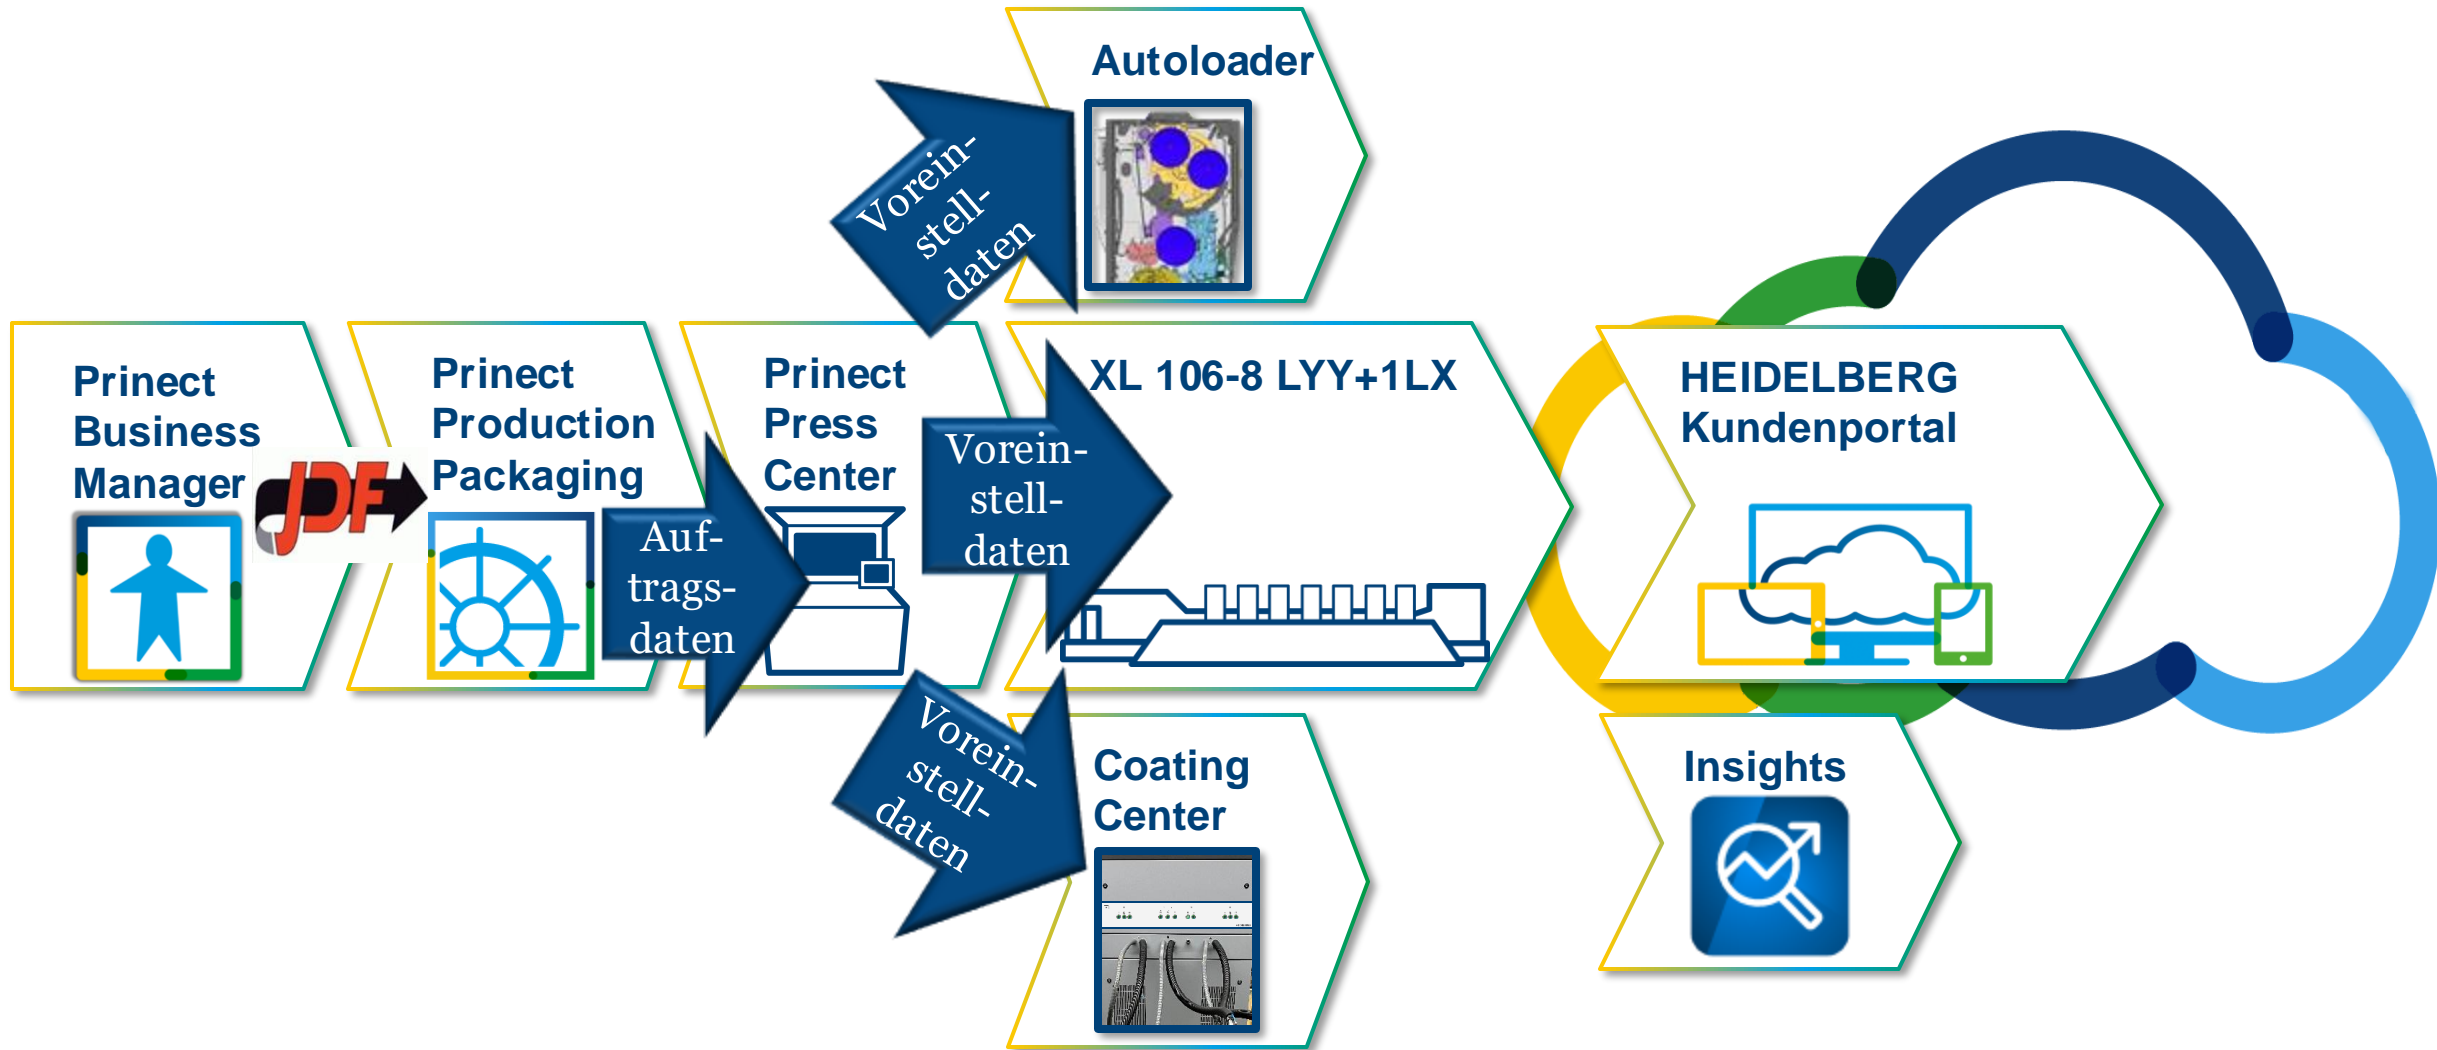 Autoloader
Vorein-
stell-
daten
Prinect
Business
Manager
JDF
Prinect
Production
Packaging
Auf-
trags-
daten
Prinect
Press
Center
Vorein-
stell-
daten
XL 106-8 LYY+1LX
HEIDELBERG
Kundenportal
Vorein-
stell-
daten
Coating
Center
Insights